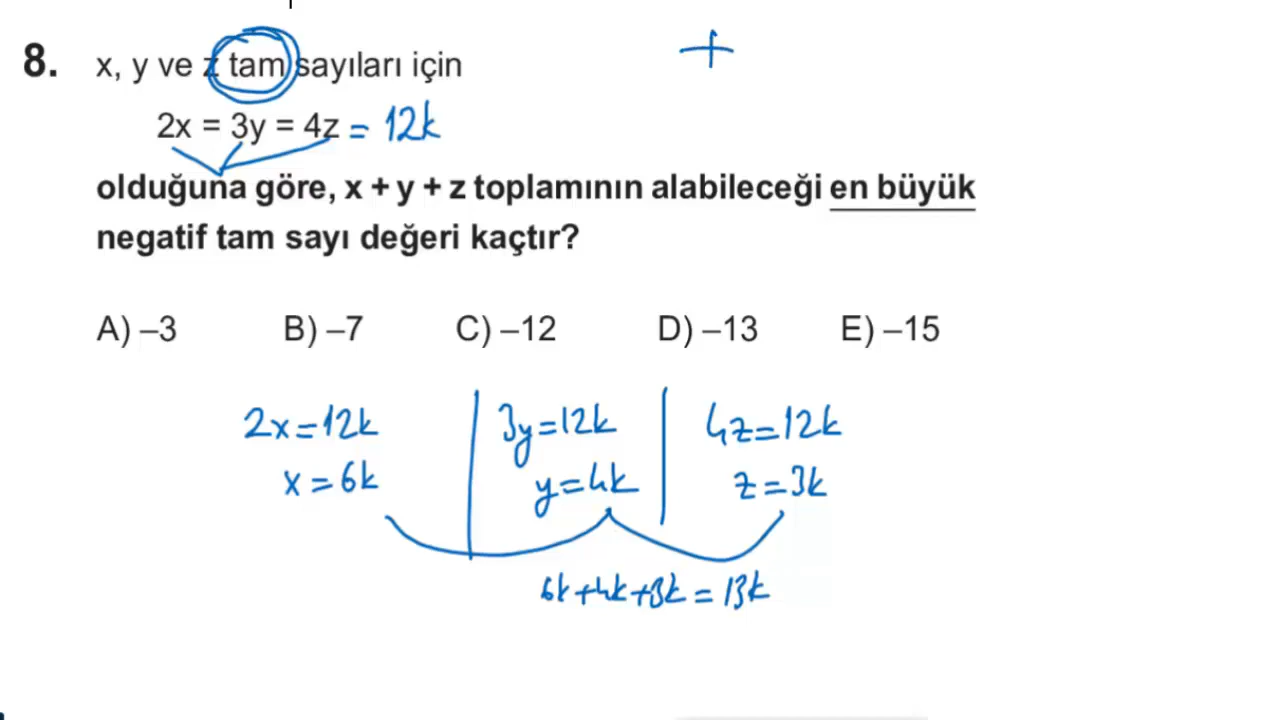 8. x, y ve z tam sayıları için
2x = 3y = 4z = 12k
olduğuna göre, x + y + z toplamının alabileceği en büyük
negatif tam sayı değeri kaçtır?
A) –3 B) –7 C) –12 D) –13 E) –15
2x=12k 3y=12k 4z=12k
x=6k y=4k z=3k
6k+4k+3k=13k